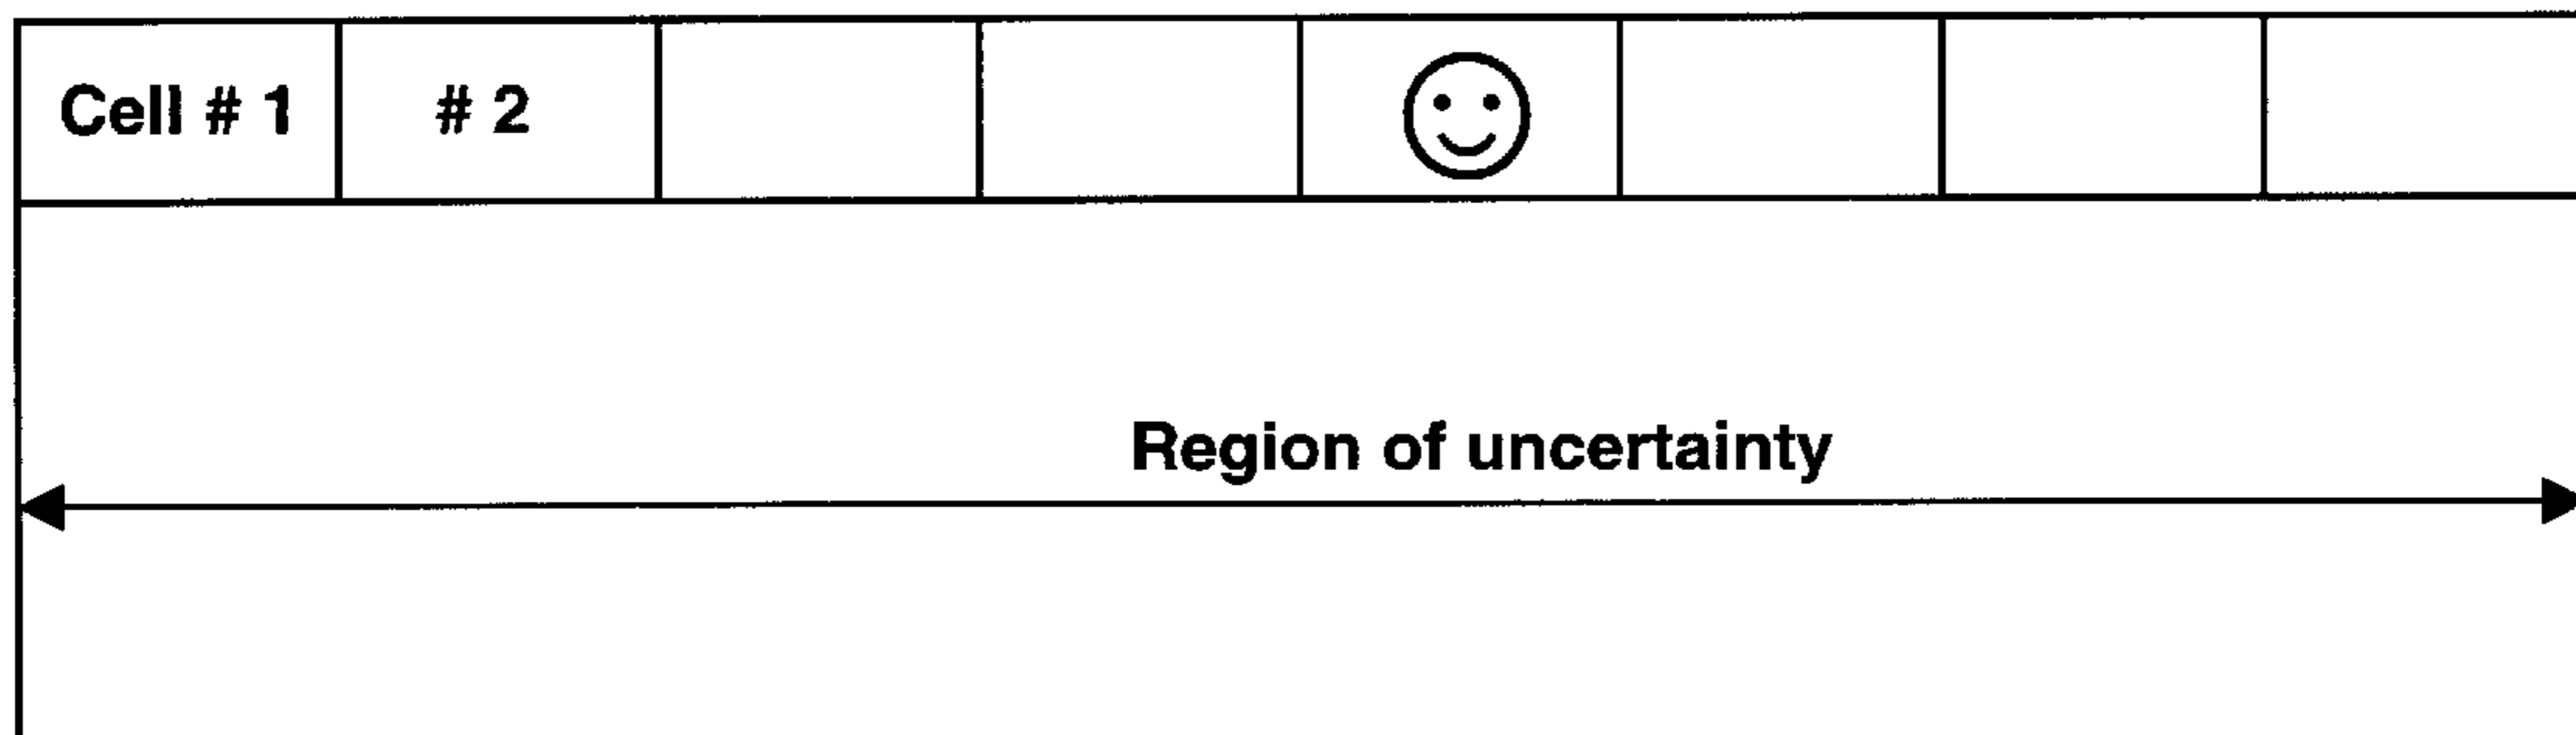 Cell # 1
# 2
Region of uncertainty